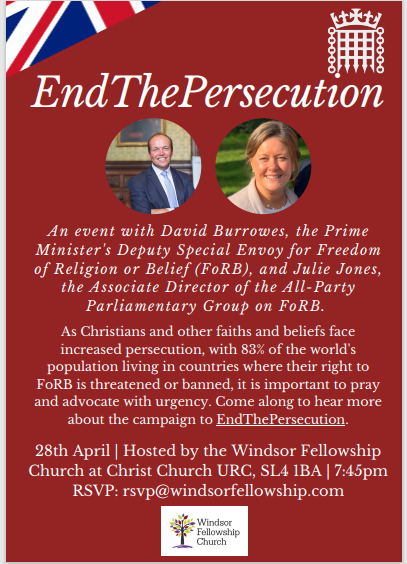 EndThePersecution
An event with David Burrowes, the Prime
Minister's Deputy Special Envoy for Freedom
of Religion or Belief (FoRB), and Julie Jones,
the Associate Director of the All-Party
Parliamentary Group on FoRB.
As Christians and other faiths and beliefs face
increased persecution, with 83% of the world's
population living in countries where their right to
FoRB is threatened or banned, it is important to pray
and advocate with urgency. Come along to hear more
about the campaign to EndThePersecution.
28th April | Hosted by the Windsor Fellowship
Church at Christ Church URC, SL4 1BA | 7:45pm
RSVP: rsvp@windsorfellowship.com
Windsor
Fellowship
Church